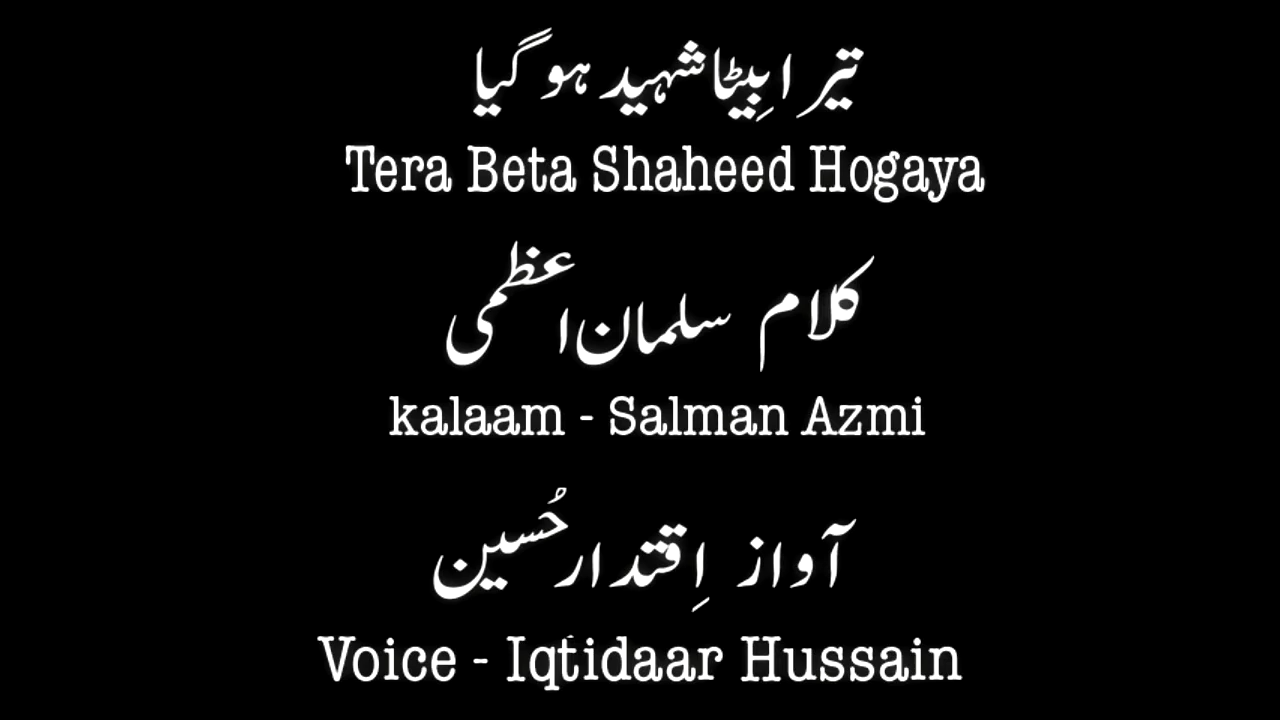 تیرا بِیٹا شہید ہو گیا
Tera Beta Shaheed Hogaya
کلام سلمان اعظمی
kalaam - Salman Azmi
آواز اِقتدار حُسین
Voice - Iqtidaar Hussain